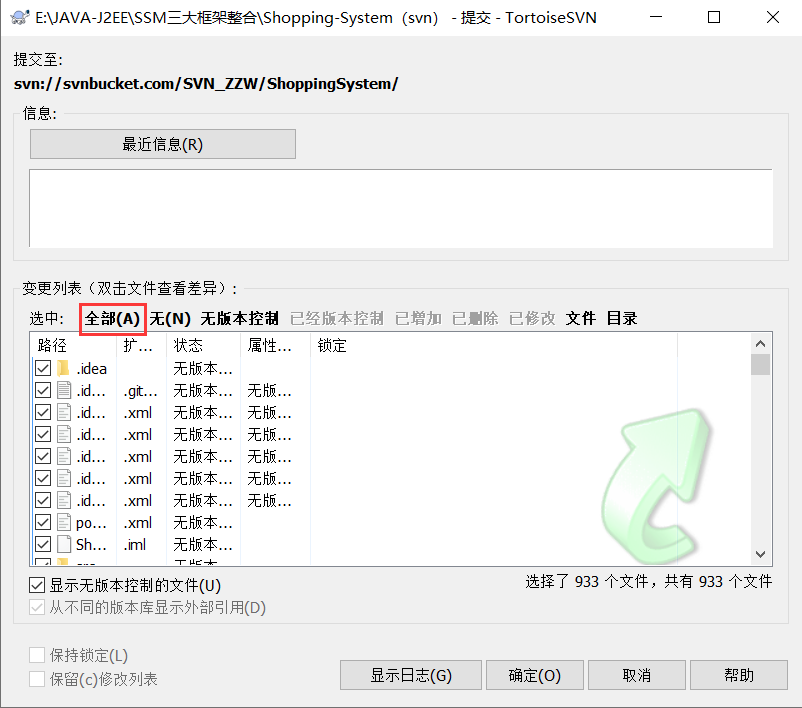 E:\JAVA-J2EE\SSM三大框架整合\Shopping-System（svn） - 提交 - TortoiseSVN
提交至:
svn://svnbucket.com/SVN_ZZW/ShoppingSystem/
信息:
最近信息(R)
变更列表（双击文件查看差异）:
选中: 全部(A) 无(N) 无版本控制 已经版本控制 已增加 已删除 已修改 文件 目录
路径 扩... 状态 属性... 锁定
.idea 无版本...
.id... .git... 无版本... 无版...
.id... .xml 无版本... 无版...
.id... .xml 无版本... 无版...
.id... .xml 无版本... 无版...
.id... .xml 无版本... 无版...
.id... .xml 无版本... 无版...
po... .xml 无版本...
Sh... .iml 无版本...
显示无版本控制的文件(U) 选择了 933 个文件，共有 933 个文件
从不同的版本库显示外部引用(D)
保持锁定(L)
保留(c)修改列表
显示日志(G) 确定(O) 取消 帮助